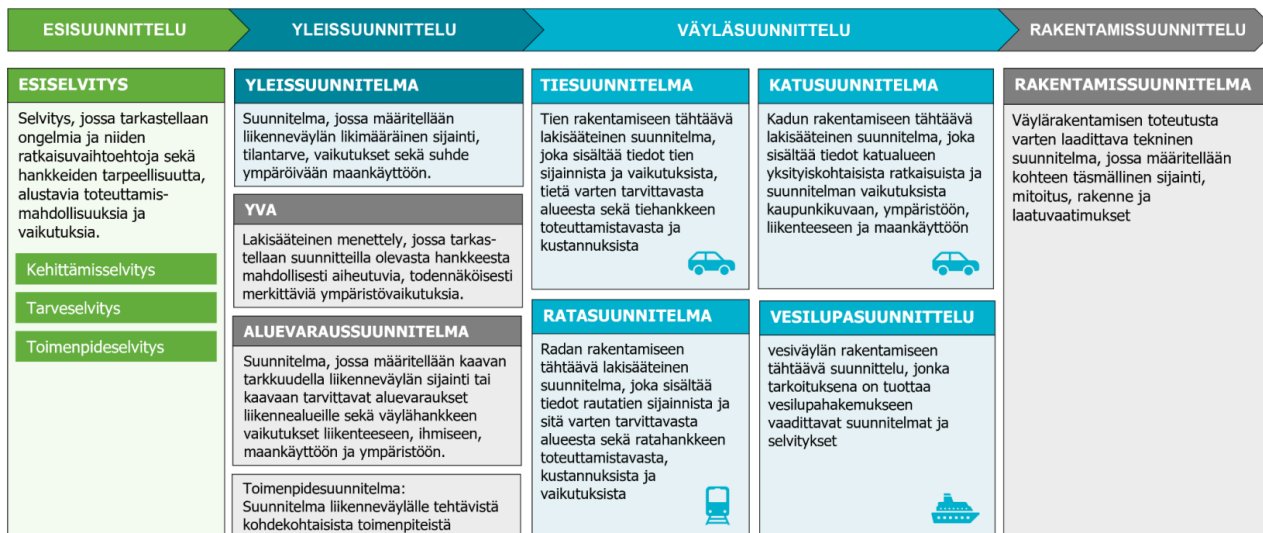 ESISUUNNITTELU
YLEISSUUNNITTELU
VÄYLÄSUUNNITTELU
RAKENTAMISSUUNNITTELU
ESISELVITYS
Selvitys, jossa tarkastellaan
ongelmia ja niiden
ratkaisuvaihtoehtoja sekä
hankkeiden tarpeellisuutta,
alustavia toteuttamis-
mahdollisuuksia ja
vaikutuksia.
Kehittämisselvitys
Tarveselvitys
Toimenpideselvitys
YLEISSUUNNITELMA
Suunnitelma, jossa määritellään
liikenneväylän likimääräinen sijainti,
tilantarve, vaikutukset sekä suhde
ympäröivään maankäyttöön.
YVA
Lakisääteinen menettely, jossa tarkas-
tellaan suunnitteilla olevasta hankkeesta
mahdollisesti aiheutuvia, todennäköisesti
merkittäviä ympäristövaikutuksia.
ALUEVARAUSSUUNNITELMA
Suunnitelma, jossa määritellään kaavan
tarkkuudella liikenneväylän sijainti tai
kaavaan tarvittavat aluevaraukset
liikennealueille sekä väylähankkeen
vaikutukset liikenteeseen, ihmiseen,
maankäyttöön ja ympäristöön.
Toimenpidesuunnitelma:
Suunnitelma liikenneväylälle tehtävistä
kohdekohtaisista toimenpiteistä
TIESUUNNITELMA
Tien rakentamiseen tähtäävä
lakisääteinen suunnitelma,
joka sisältää tiedot tien
sijainnista ja vaikutuksista,
tietä varten tarvittavasta
alueesta sekä tiehankkeen
toteuttamistavasta ja
kustannuksista
KATUSUUNNITELMA
Kadun rakentamiseen tähtäävä
lakisääteinen suunnitelma, joka
sisältää tiedot katualueen
yksityiskohtaisista ratkaisuista ja
suunnitelman vaikutuksista
kaupunkikuvaan, ympäristöön,
liikenteeseen ja maankäyttöön
RATASUUNNITELMA
Radan rakentamiseen
tähtäävä lakisääteinen
suunnitelma, joka sisältää
tiedot rautatien sijainnista ja
sitä varten tarvittavasta
alueesta sekä ratahankkeen
toteuttamistavasta,
kustannuksista ja
vaikutuksista
VESILUPASUUNNITTELU
vesiväylän rakentamiseen
tähtäävä suunnittelu, jonka
tarkoituksena on tuottaa
vesilupahakemukseen
vaadittavat suunnitelmat ja
selvitykset
RAKENTAMISSUUNNITELMA
Väylärakentamisen toteutusta
varten laadittava tekninen
suunnitelma, jossa määritellään
kohteen täsmällinen sijainti,
mitoitus, rakenne ja
laatuvaatimukset